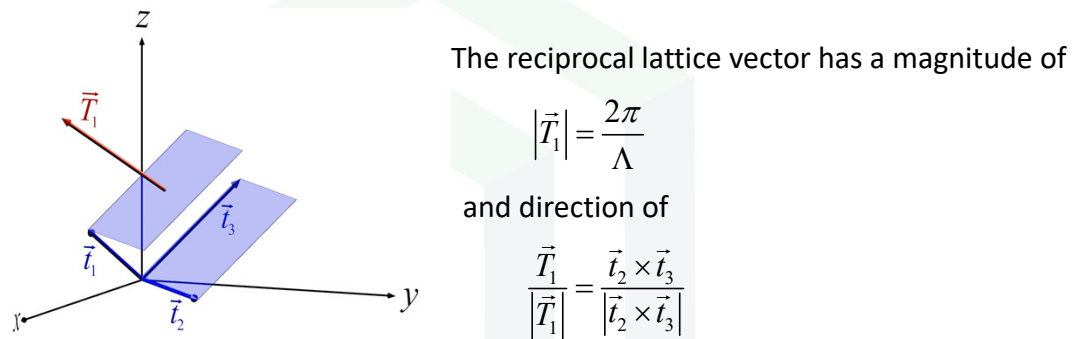 z
T⃗₁
t⃗₃
t⃗₁
t⃗₂
x
y
The reciprocal lattice vector has a magnitude of
|T⃗₁| = 2π/Λ
and direction of
T⃗₁/|T⃗₁| = (t⃗₂ × t⃗₃)/|t⃗₂ × t⃗₃|